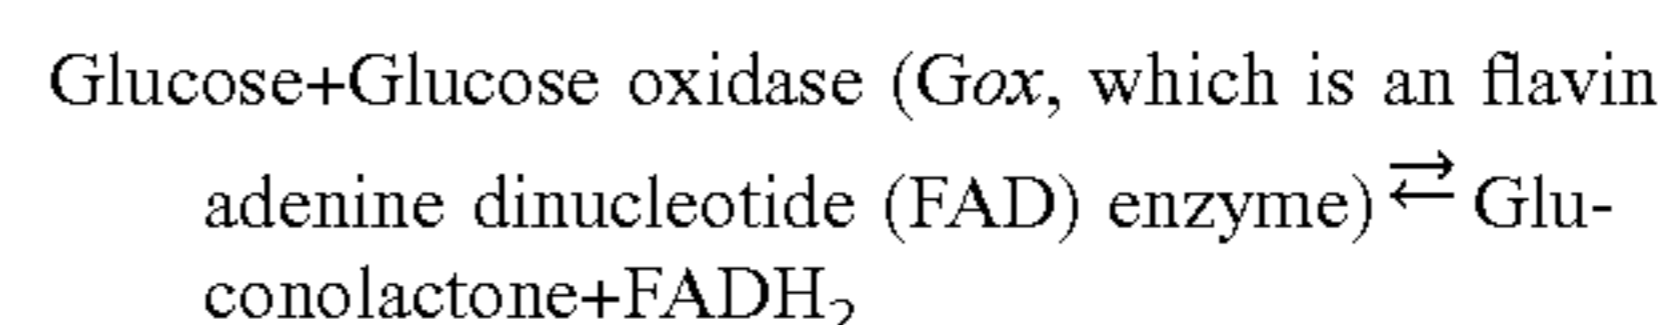 Glucose+Glucose oxidase (Gox, which is an flavin
adenine dinucleotide (FAD) enzyme)⇄Glu-
conolactone+FADH₂